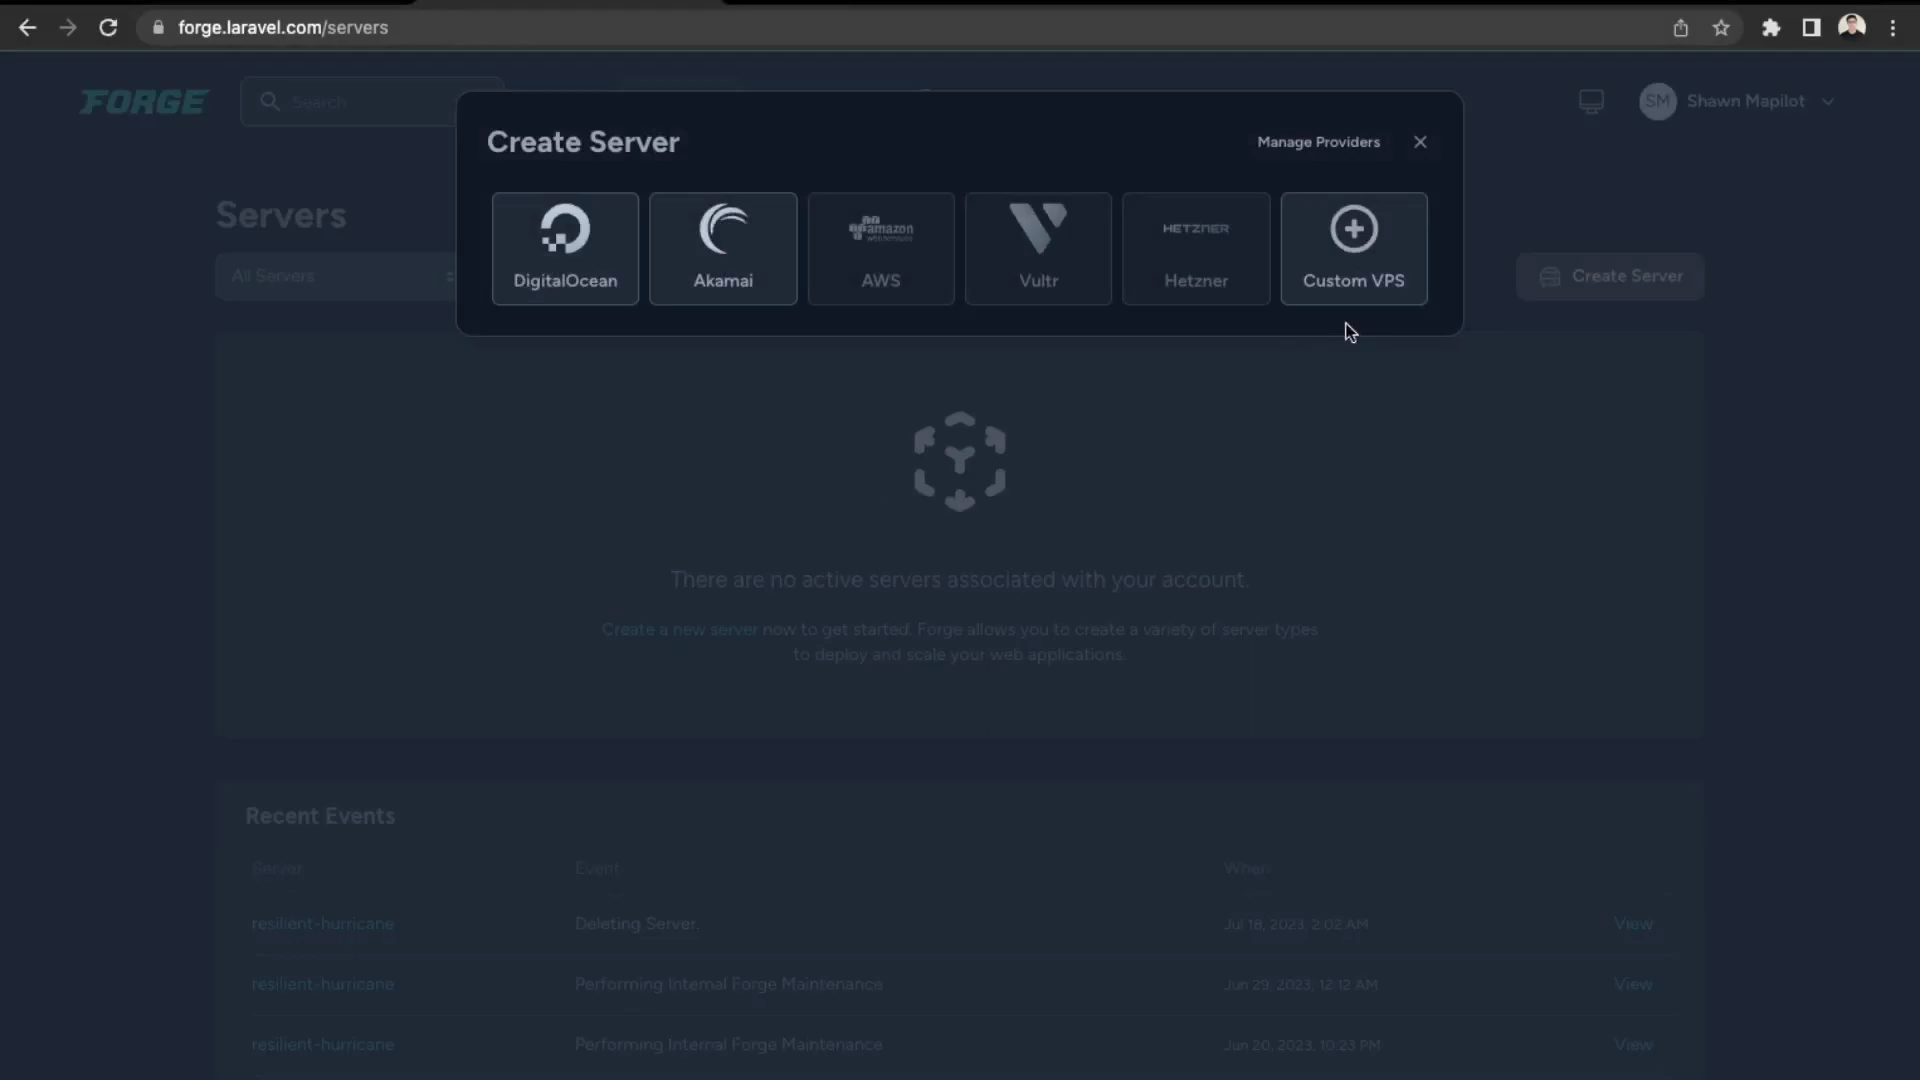 forge.laravel.com/servers
FORGE
Search
SM
Shawn Mapilot
Create Server
Manage Providers
DigitalOcean
Akamai
amazon
AWS
Vultr
HETZNER
Hetzner
Custom VPS
Servers
All Servers
Create Server
There are no active servers associated with your account.
Create a new server now to get started. Forge allows you to create a variety of server types
to deploy and scale your web applications.
Recent Events
Server Event When
resilient-hurricane Deleting Server. Jul 18, 2023, 2:02 AM View
resilient-hurricane Performing Internal Forge Maintenance Jun 29, 2023, 12:12 AM View
resilient-hurricane Performing Internal Forge Maintenance Jun 20, 2023, 10:23 PM View